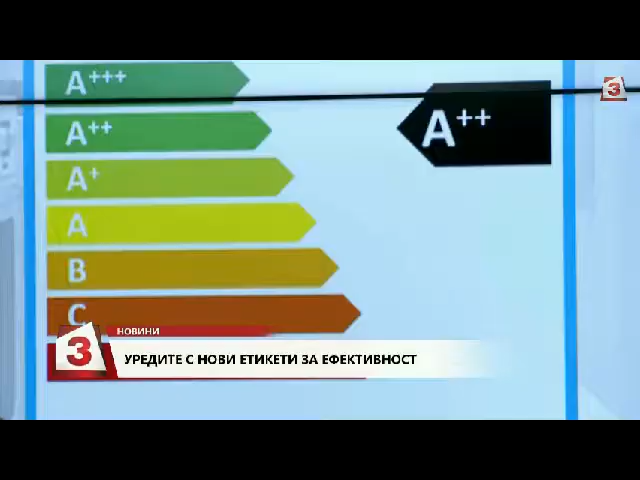 A+++
3
A++
A++
A+
A
B
C
3
НОВИНИ
УРЕДИТЕ С НОВИ ЕТИКЕТИ ЗА ЕФЕКТИВНОСТ